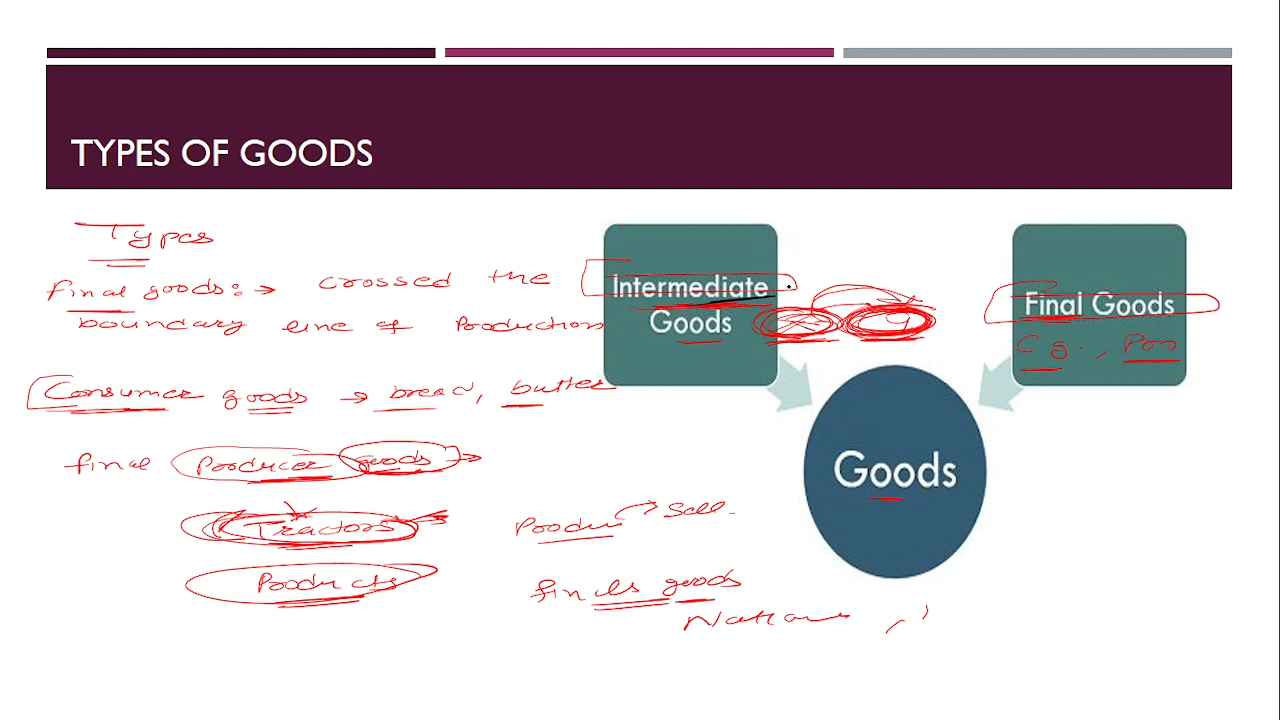 TYPES OF GOODS
Types
final goods:→ crossed the
boundary line of Production
Consumer goods → bread, butter
final Producer goods →
Tractors
Products
Produ → Sell.
finals goods
Intermediate
Goods
X Y
Final Goods
C g., Pro
Goods